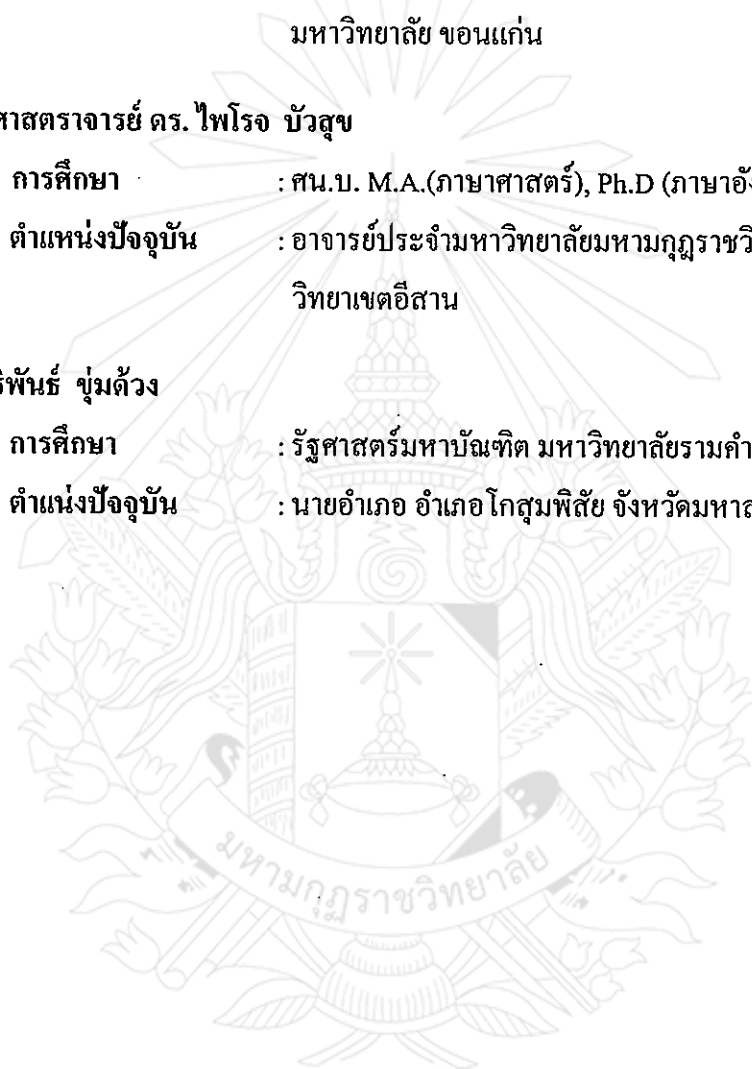 มหาวิทยาลัย ขอนแก่น
ศาสตราจารย์ ดร. ไพโรจ บัวสุข
การศึกษา : ศน.บ. M.A.(ภาษาศาสตร์), Ph.D (ภาษาอัง
ตำแหน่งปัจจุบัน : อาจารย์ประจำมหาวิทยาลัยมหามกุฎราชวิ
วิทยาเขตอีสาน
ริพันธ์ ขุ่มด้วง
การศึกษา : รัฐศาสตร์มหาบัณฑิต มหาวิทยาลัยรามคำ
ตำแน่งปัจจุบัน : นายอำเภอ อำเภอโกสุมพิสัย จังหวัดมหาส
มหามกุฏราชวิทยาลัย